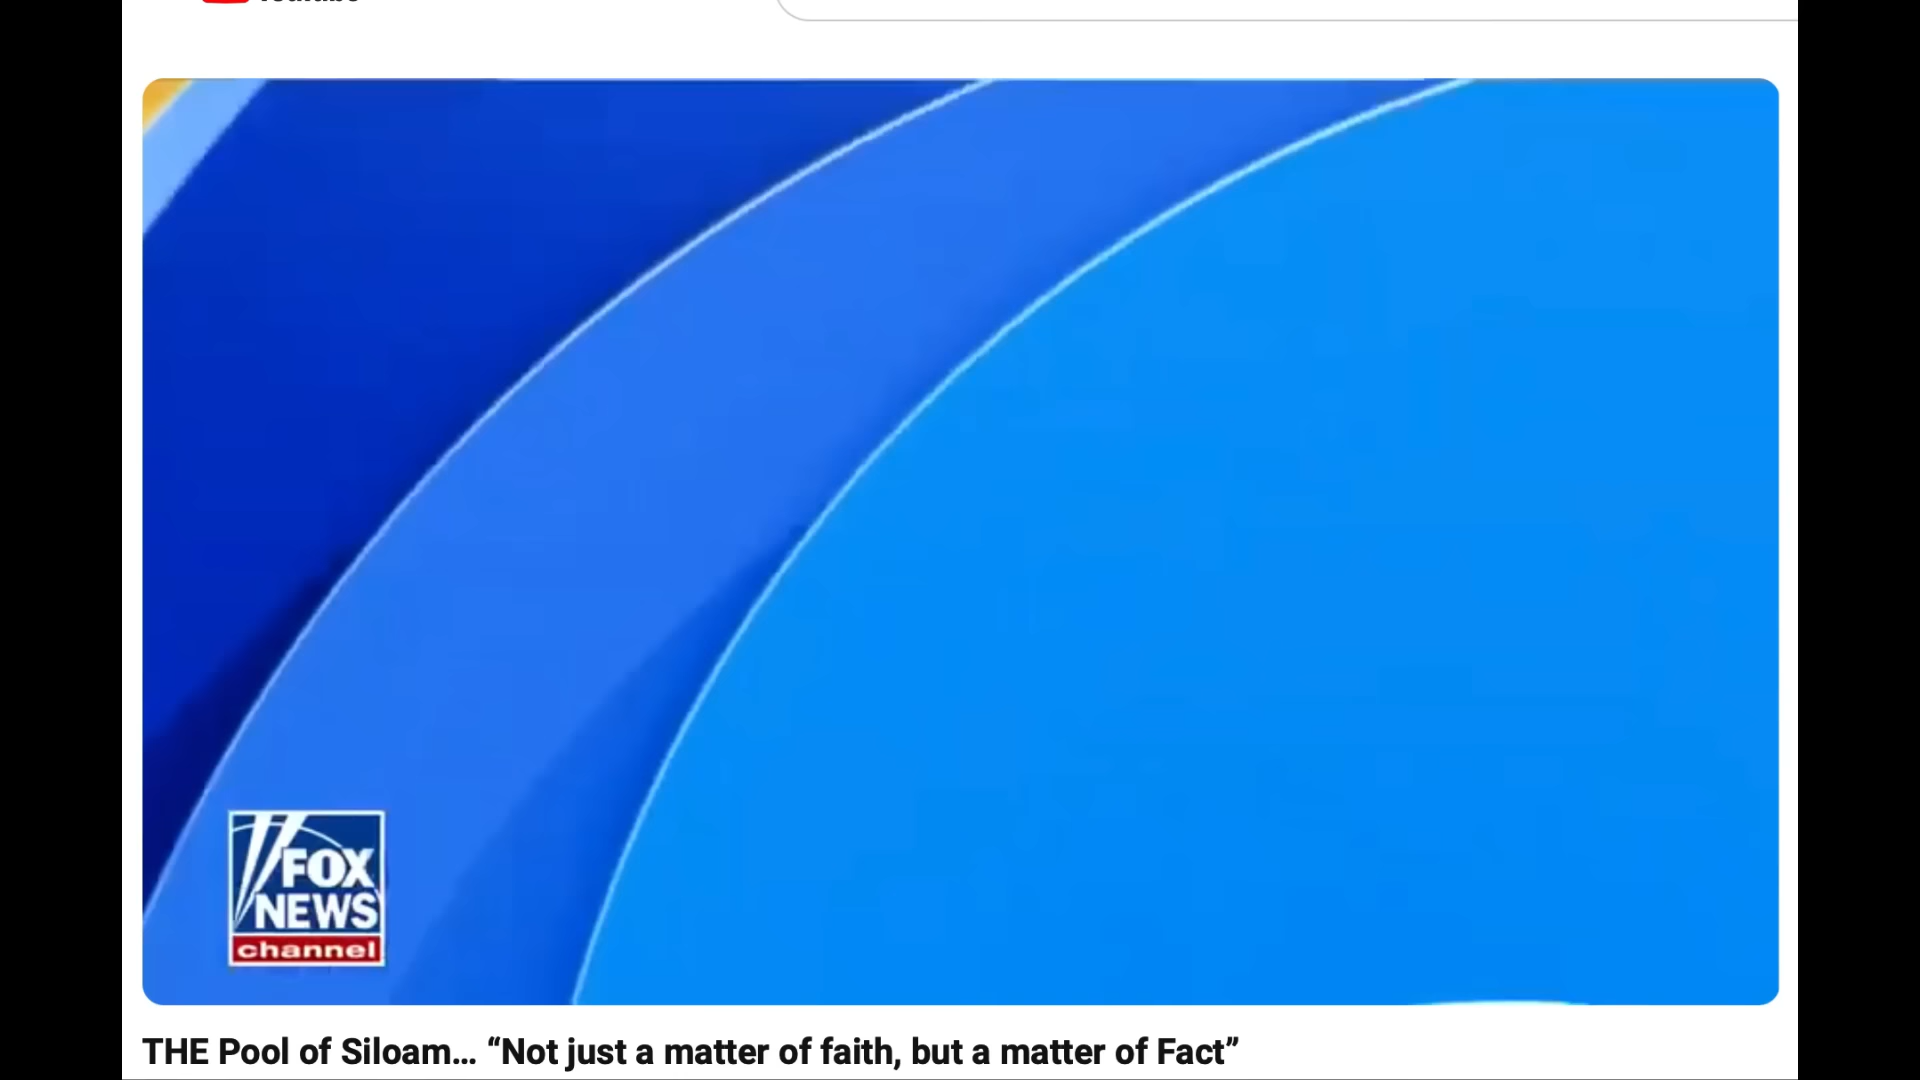 FOX
NEWS
channel
THE Pool of Siloam... “Not just a matter of faith, but a matter of Fact”